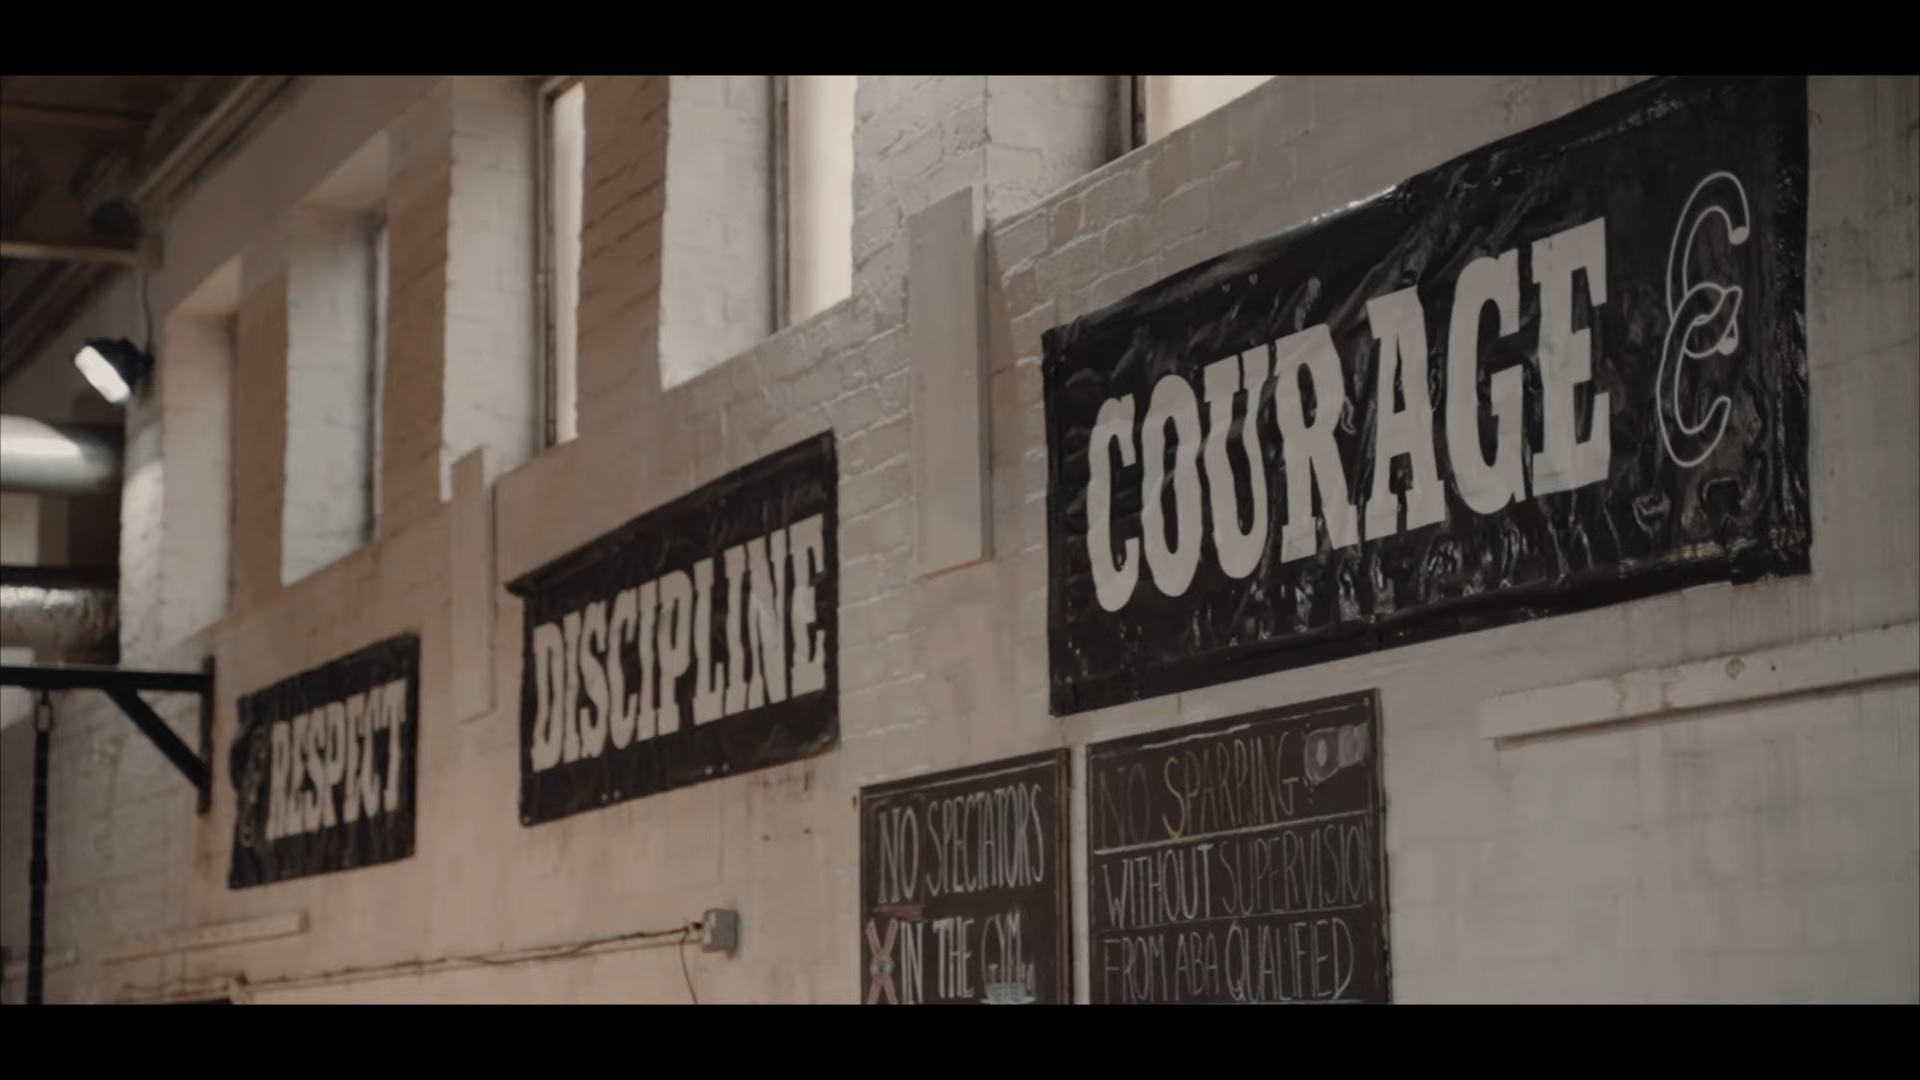 RESPECT
DISCIPLINE
COURAGE
NO SPECTATORS
IN THE GYM
NO SPARRING
WITHOUT SUPERVISION
FROM ABA QUALIFIED